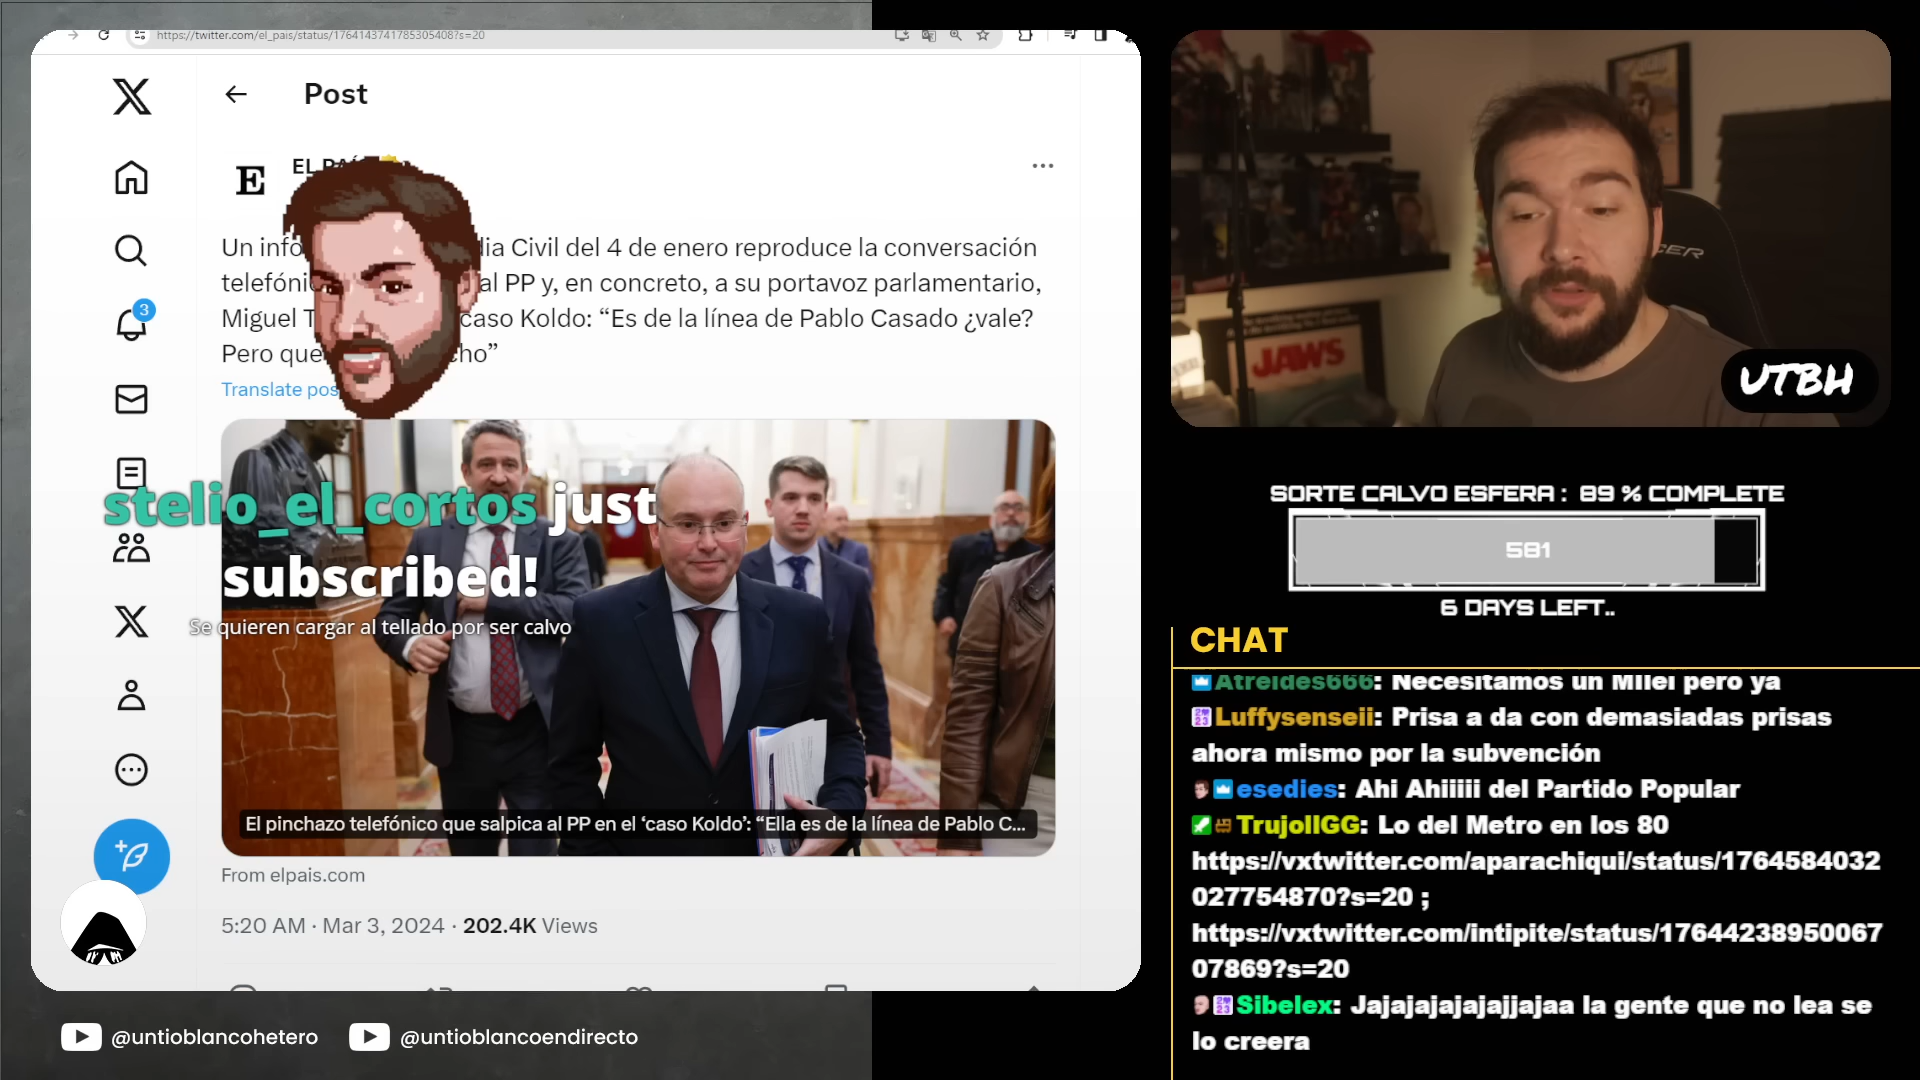 https://twitter.com/el_pais/status/1764143741785305408?s=20
Post
E
EL
3
Un info dia Civil del 4 de enero reproduce la conversación
telefóni al PP y, en concreto, a su portavoz parlamentario,
Miguel T caso Koldo: “Es de la línea de Pablo Casado ¿vale?
Pero que cho”
Translate pos
stelio_el_cortos just
subscribed!
Se quieren cargar al tellado por ser calvo
El pinchazo telefónico que salpica al PP en el ‘caso Koldo’: “Ella es de la línea de Pablo C...
From elpais.com
5:20 AM · Mar 3, 2024 · 202.4K Views
@untioblancohetero
@untioblancoendirecto
JAWS
UTBH
SORTE CALVO ESFERA : 89 % COMPLETE
581
6 DAYS LEFT..
CHAT
Atreides666: Necesitamos un Milei pero ya
Luffysenseii: Prisa a da con demasiadas prisas
ahora mismo por la subvención
esedies: Ahi Ahiiiii del Partido Popular
TrujollGG: Lo del Metro en los 80
https://vxtwitter.com/aparachiqui/status/1764584032
027754870?s=20 ;
https://vxtwitter.com/intipite/status/17644238950067
07869?s=20
Sibelex: Jajajajajajajjajaa la gente que no lea se
lo creera